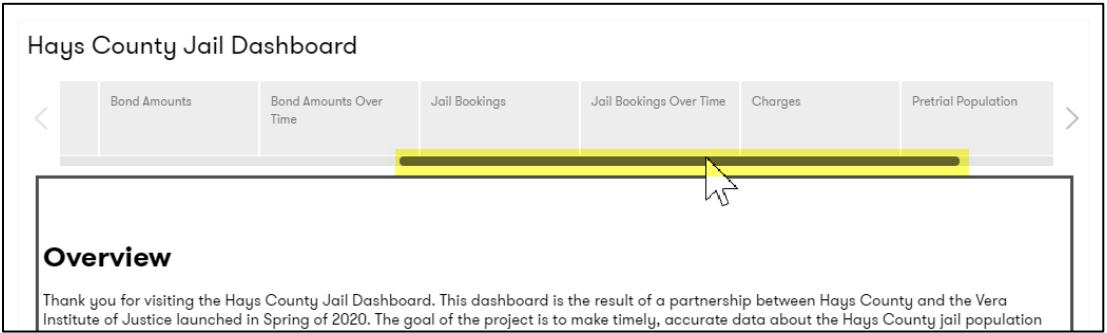 Hays County Jail Dashboard
Bond Amounts
Bond Amounts Over
Time
Jail Bookings
Jail Bookings Over Time
Charges
Pretrial Population
Overview
Thank you for visiting the Hays County Jail Dashboard. This dashboard is the result of a partnership between Hays County and the Vera
Institute of Justice launched in Spring of 2020. The goal of the project is to make timely, accurate data about the Hays County jail population